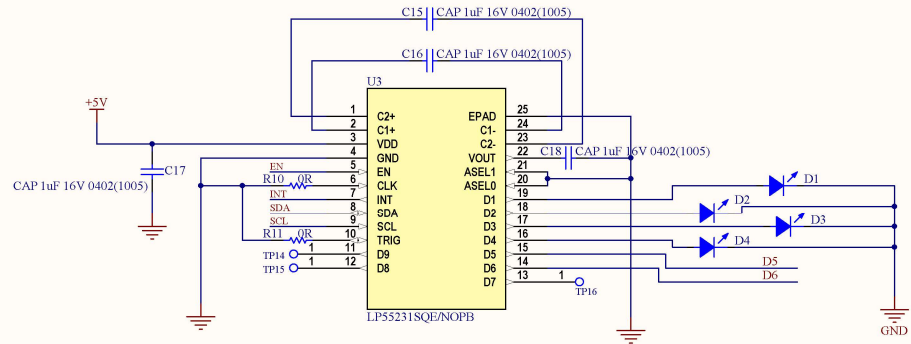 C15 CAP 1uF 16V 0402(1005)
C16 CAP 1uF 16V 0402(1005)
U3
+5V
1 C2+ EPAD 25
2 C1+ C1- 24
3 VDD C2- 23
4 GND VOUT 22 C18 CAP 1uF 16V 0402(1005)
C17
CAP 1uF 16V 0402(1005)
EN 5 EN ASEL1 21
R10 0R 6 CLK ASEL0 20
INT 7 INT D1 19 D1
SDA 8 SDA D2 18 D2
SCL 9 SCL D3 17 D3
R11 0R 10 TRIG D4 16 D4
TP14 1 11 D9 D5 15 D5
TP15 1 12 D8 D6 14 D6
D7 13 1 TP16
LP55231SQE/NOPB
GND